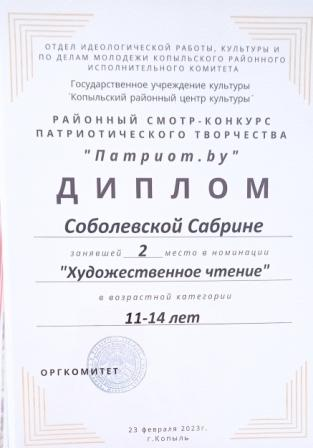 ОТДЕЛ ИДЕОЛОГИЧЕСКОЙ РАБОТЫ, КУЛЬТУРЫ И
ПО ДЕЛАМ МОЛОДЕЖИ КОПЫЛЬСКОГО РАЙОННОГО
ИСПОЛНИТЕЛЬНОГО КОМИТЕТА
Государственное учреждение культуры
"Копыльский районный центр культуры"
РАЙОННЫЙ СМОТР-КОНКУРС
ПАТРИОТИЧЕСКОГО ТВОРЧЕСТВА
"Патриот.by"
ДИПЛОМ
Соболевской Сабрине
занявшей 2 место в номинации
"Художественное чтение"
в возрастной категории
11-14 лет
ОРГКОМИТЕТ
23 февраля 2023г.
г.Копыль